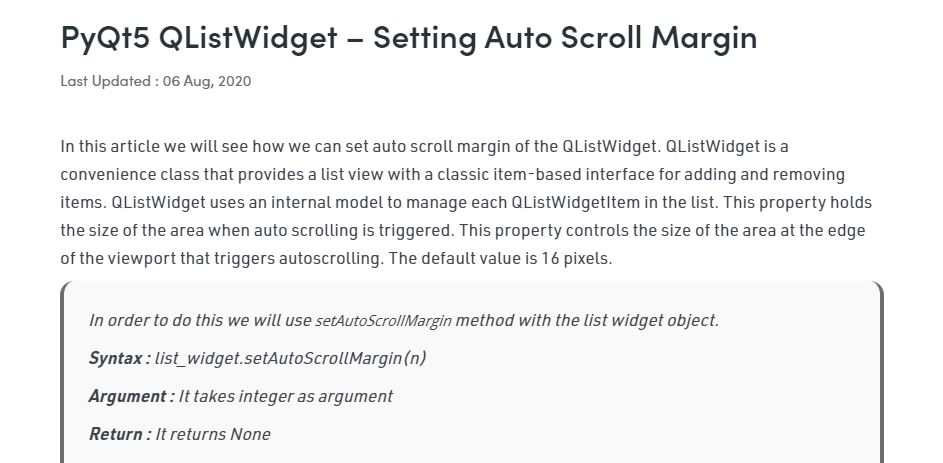 PyQt5 QListWidget – Setting Auto Scroll Margin
Last Updated : 06 Aug, 2020
In this article we will see how we can set auto scroll margin of the QListWidget. QListWidget is a
convenience class that provides a list view with a classic item-based interface for adding and removing
items. QListWidget uses an internal model to manage each QListWidgetItem in the list. This property holds
the size of the area when auto scrolling is triggered. This property controls the size of the area at the edge
of the viewport that triggers autoscrolling. The default value is 16 pixels.
In order to do this we will use setAutoScrollMargin method with the list widget object.
Syntax : list_widget.setAutoScrollMargin(n)
Argument : It takes integer as argument
Return : It returns None